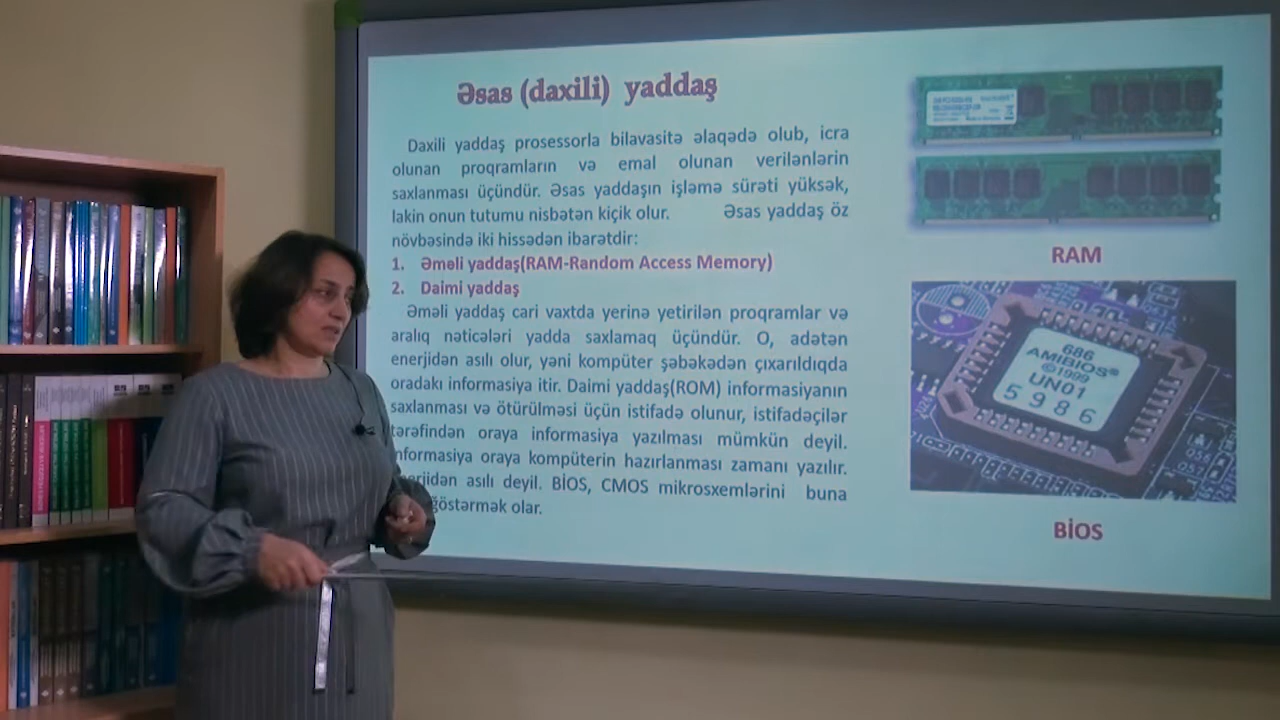 Əsas (daxili) yaddaş
Daxili yaddaş prosessorla bilavasitə əlaqədə olub, icra
olunan proqramların və emal olunan verilənlərin
saxlanması üçündür. Əsas yaddaşın işləmə sürəti yüksək,
lakin onun tutumu nisbətən kiçik olur. Əsas yaddaş öz
növbəsində iki hissədən ibarətdir:
1. Əməli yaddaş(RAM-Random Access Memory)
2. Daimi yaddaş
Əməli yaddaş cari vaxtda yerinə yetirilən proqramlar və
aralıq nəticələri yadda saxlamaq üçündür. O, adətən
enerjidən asılı olur, yəni kompüter şəbəkədən çıxarıldıqda
oradakı informasiya itir. Daimi yaddaş(ROM) informasiyanın
saxlanması və ötürülməsi üçün istifadə olunur, istifadəçilər
tərəfindən oraya informasiya yazılması mümkün deyil.
nformasiya oraya kompüterin hazırlanması zamanı yazılır.
erjidən asılı deyil. BİOS, CMOS mikrosxemlərini buna
göstərmək olar.
RAM
686
AMIBIOS®
©1999
UN01
5986
BİOS